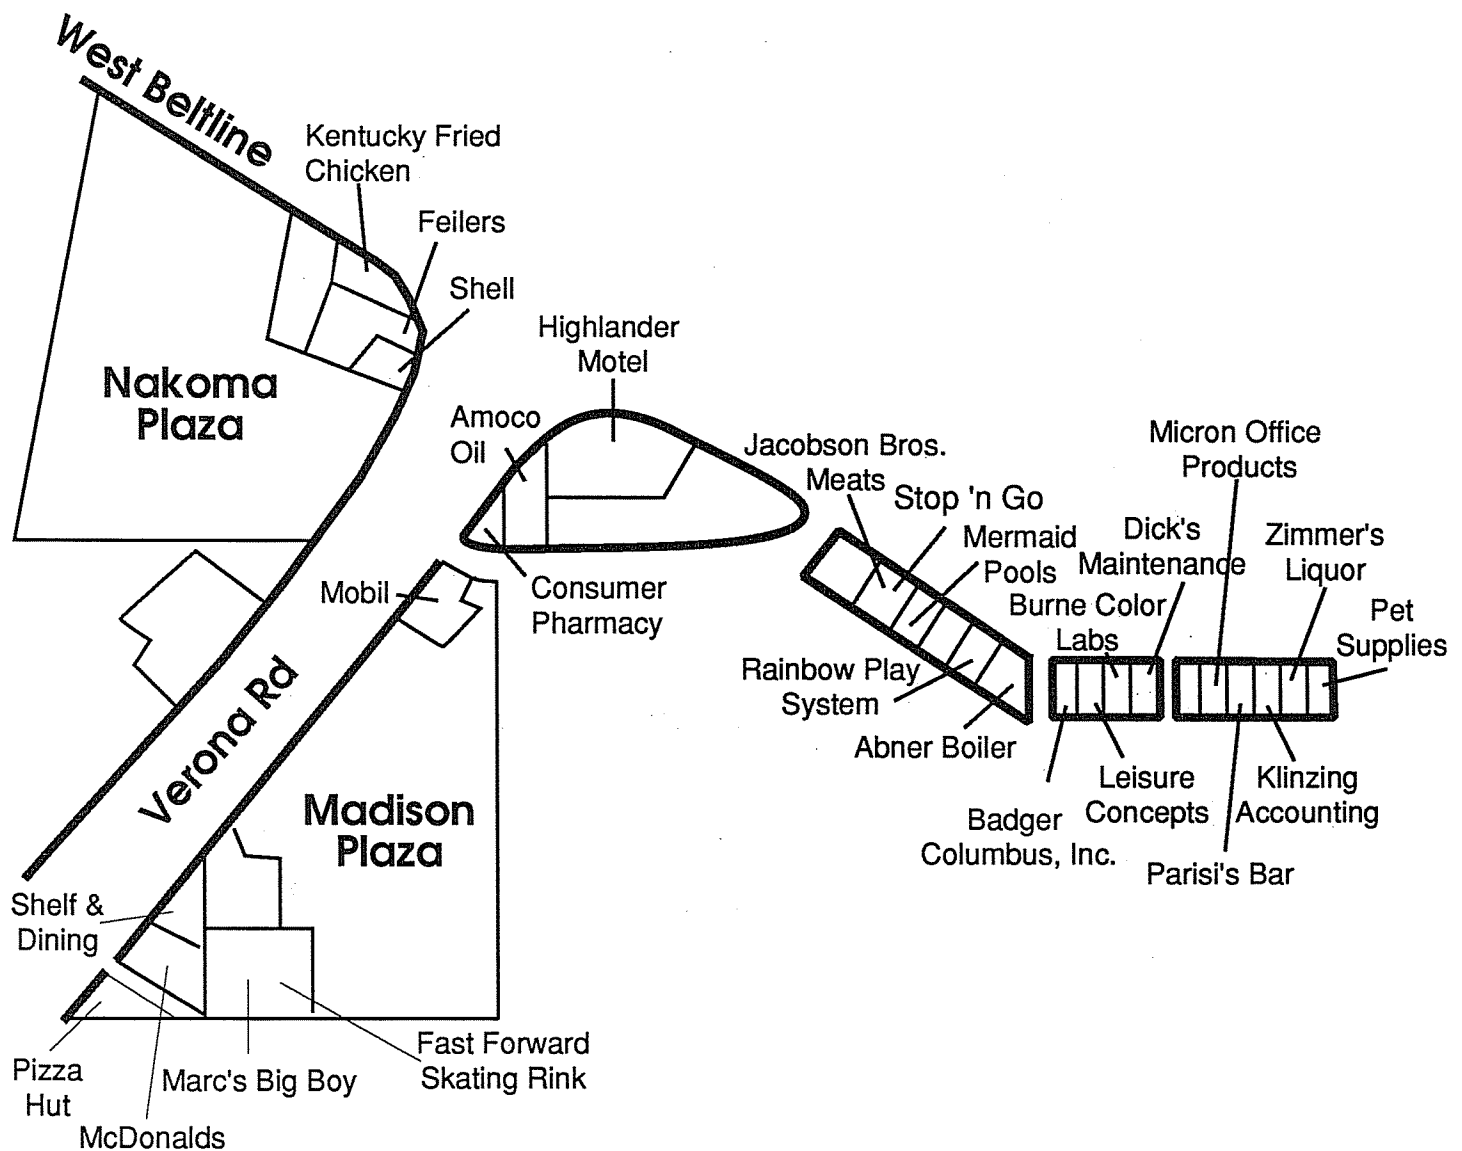 West Beltline
Kentucky Fried
Chicken
Feilers
Shell
Highlander
Motel
Nakoma
Plaza
Amoco
Oil
Jacobson Bros.
Meats
Stop 'n Go
Mermaid
Pools
Micron Office
Products
Dick's
Maintenance
Zimmer's
Liquor
Burne Color
Labs
Pet
Supplies
Mobil
Consumer
Pharmacy
Rainbow Play
System
Abner Boiler
Verona Rd
Madison
Plaza
Leisure
Concepts
Klinzing
Accounting
Badger
Columbus, Inc.
Parisi's Bar
Shelf &
Dining
Pizza
Hut
McDonalds
Marc's Big Boy
Fast Forward
Skating Rink